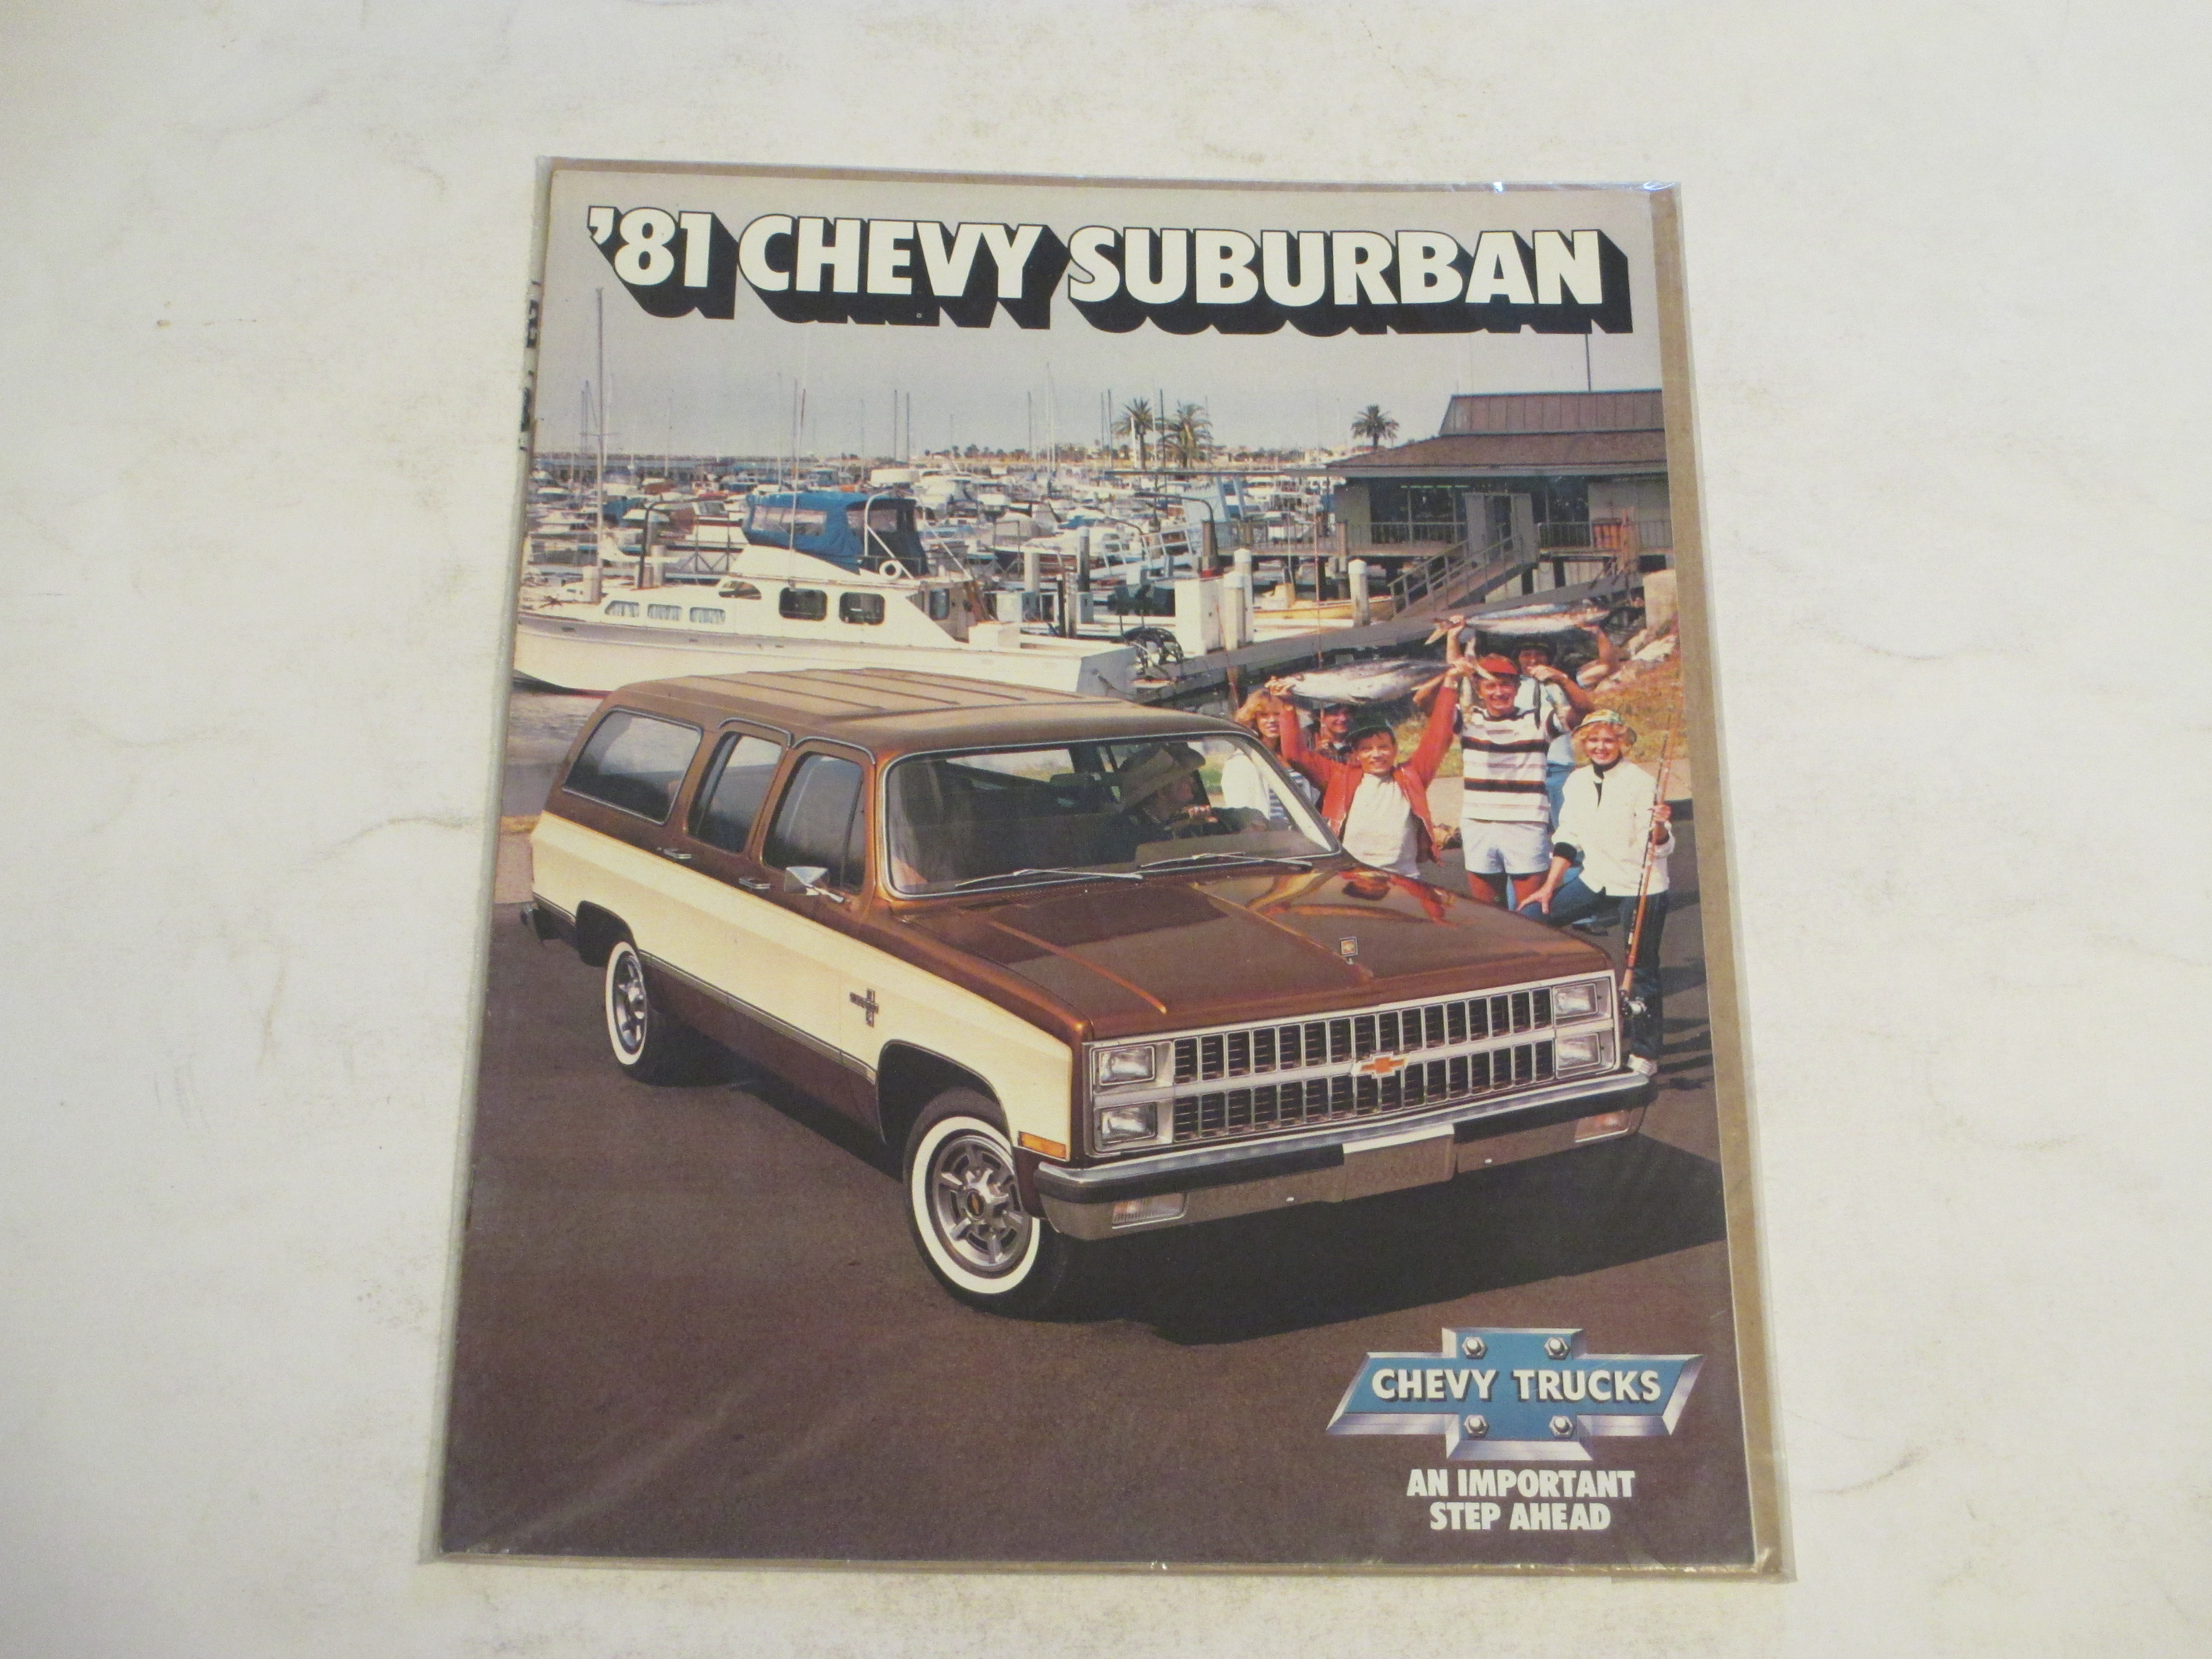 '81 CHEVY SUBURBAN
CHEVY TRUCKS
AN IMPORTANT
STEP AHEAD